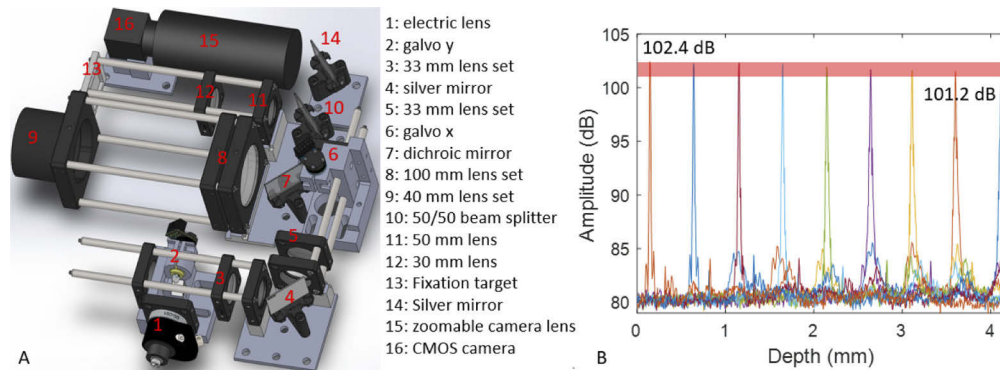 16
15
14
13
12
11
10
9
8
6
7
5
2
3
4
1
A
1: electric lens
2: galvo y
3: 33 mm lens set
4: silver mirror
5: 33 mm lens set
6: galvo x
7: dichroic mirror
8: 100 mm lens set
9: 40 mm lens set
10: 50/50 beam splitter
11: 50 mm lens
12: 30 mm lens
13: Fixation target
14: Silver mirror
15: zoomable camera lens
16: CMOS camera
105
102.4 dB
101.2 dB
100
95
90
85
80
Amplitude (dB)
0
1
2
3
4
Depth (mm)
B